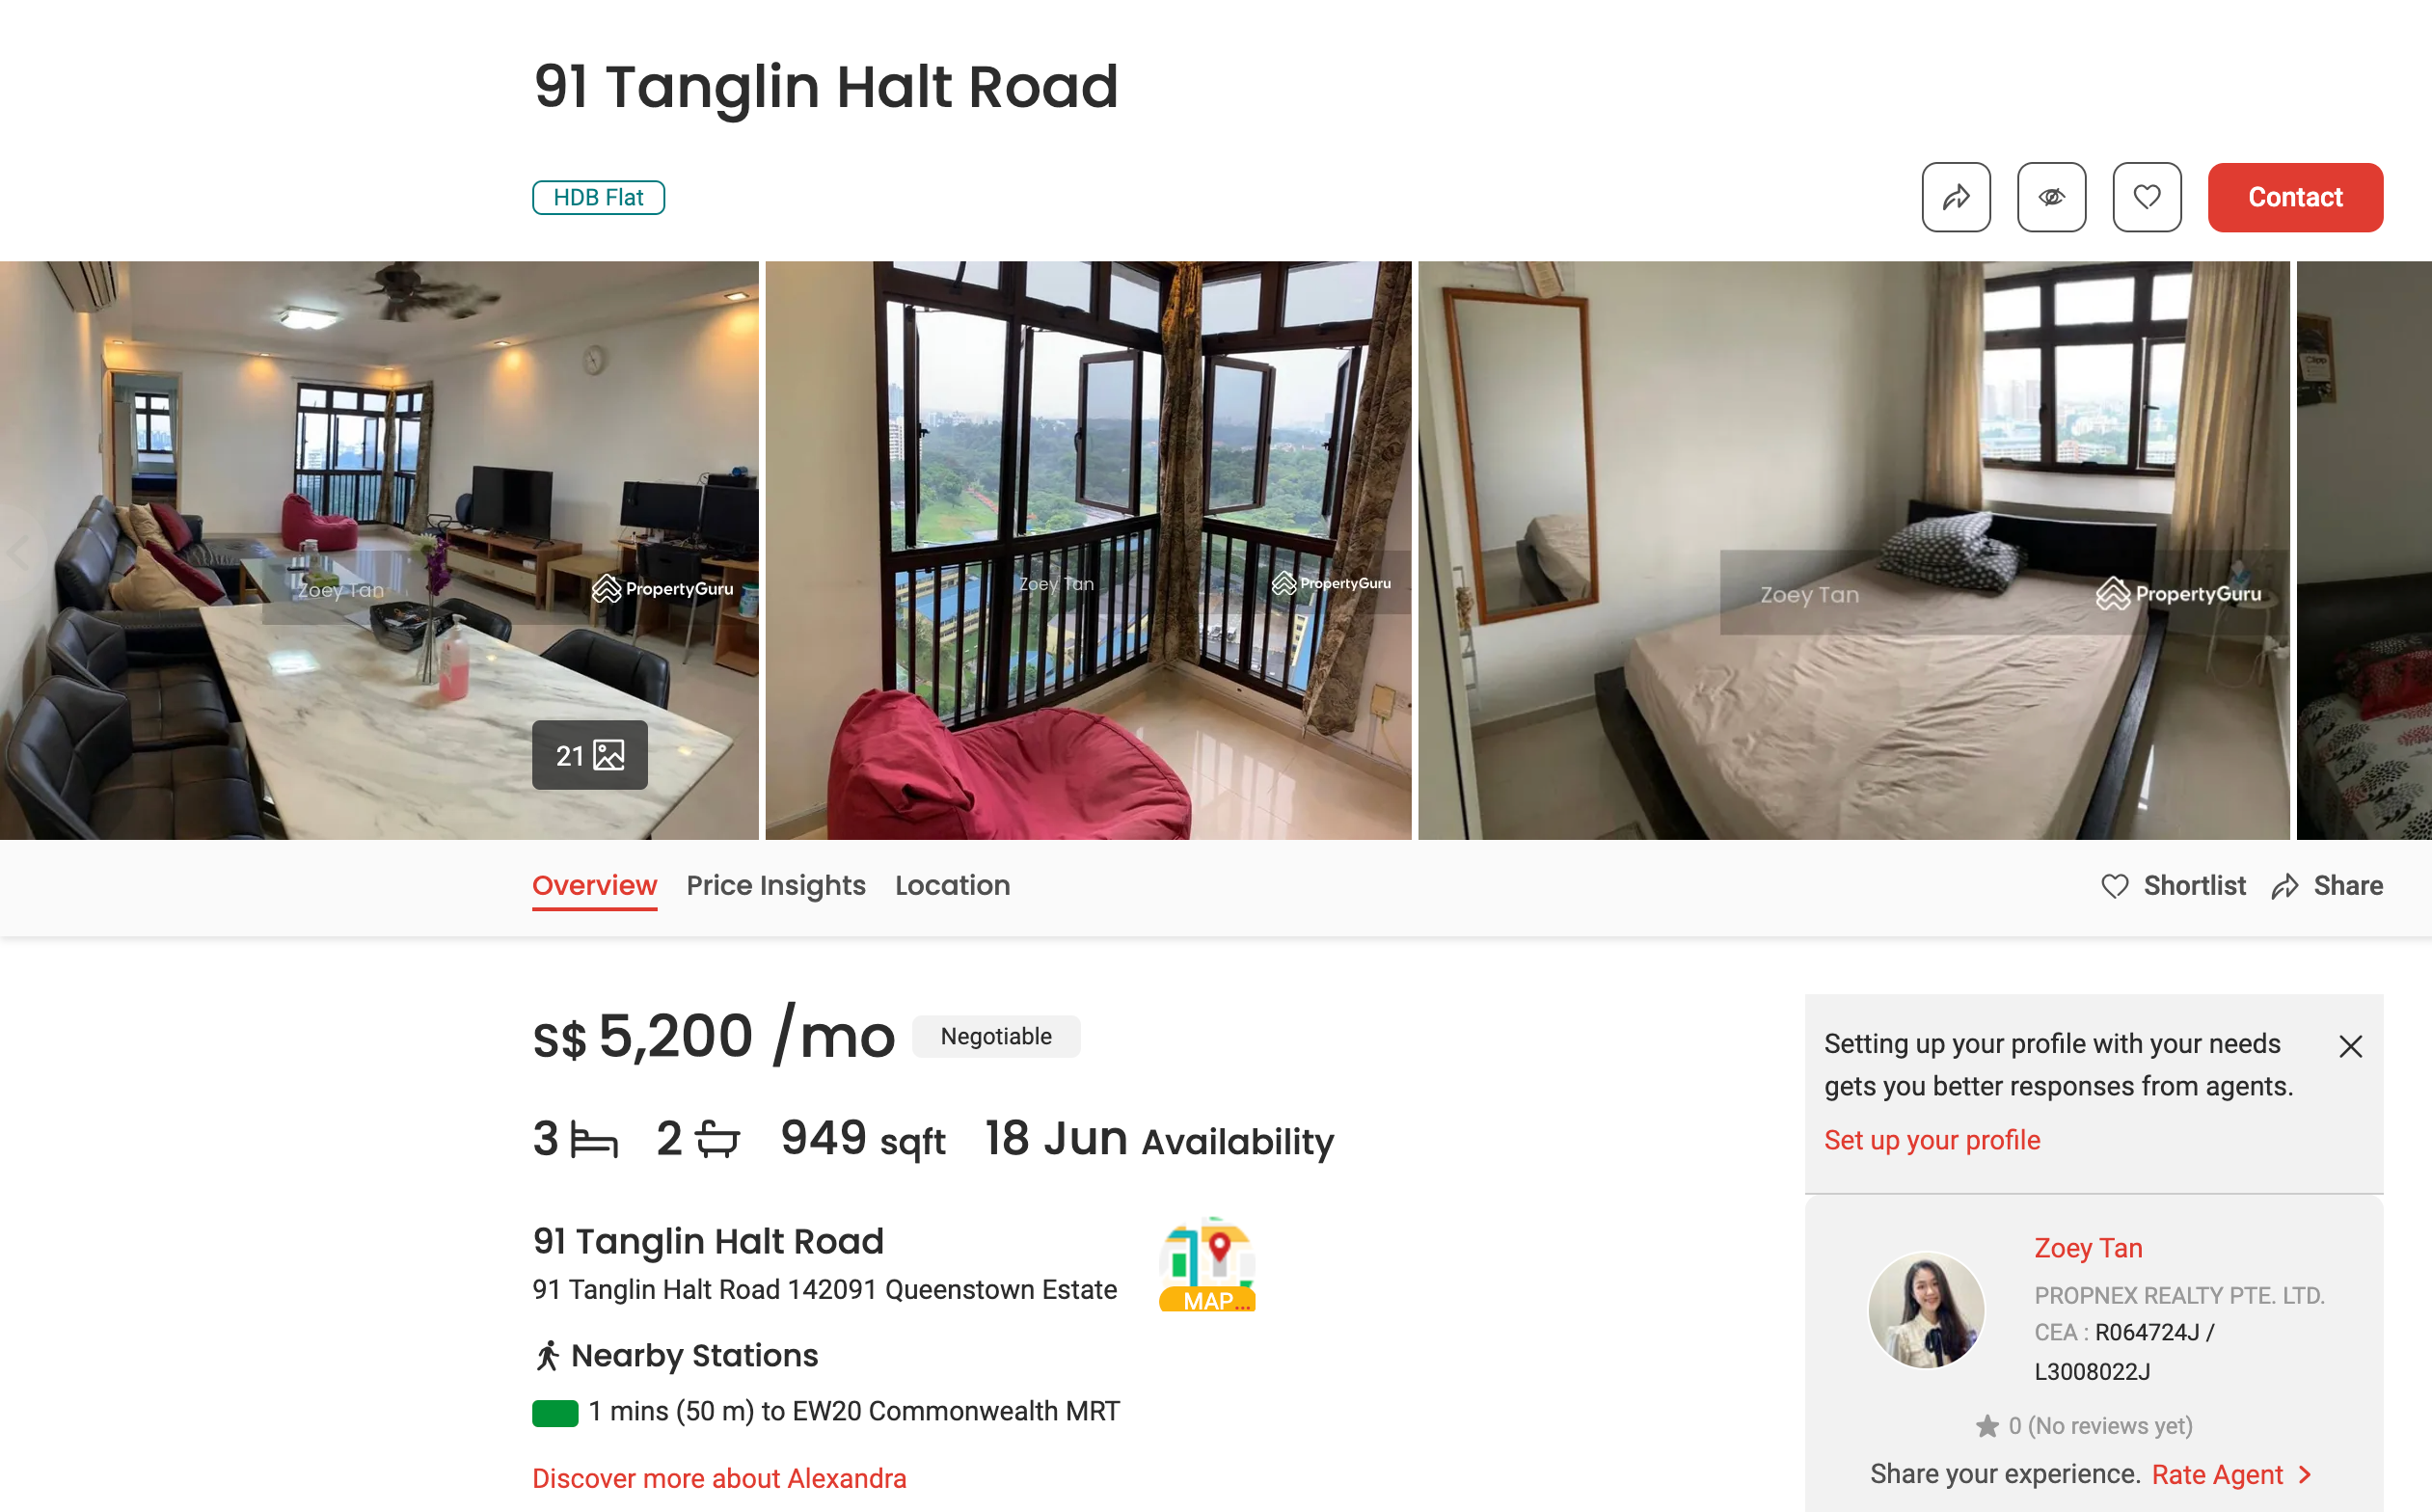 91 Tanglin Halt Road
HDB Flat
Contact
Zoey Tan
PropertyGuru
Zoey Tan
PropertyGuru
Zoey Tan
PropertyGuru
21
Overview Price Insights Location
Shortlist Share
S$ 5,200 /mo Negotiable
3 2 949 sqft 18 Jun Availability
91 Tanglin Halt Road
91 Tanglin Halt Road 142091 Queenstown Estate
MAP...
Nearby Stations
1 mins (50 m) to EW20 Commonwealth MRT
Discover more about Alexandra
Setting up your profile with your needs
gets you better responses from agents.
Set up your profile
Zoey Tan
PROPNEX REALTY PTE. LTD.
CEA : R064724J /
L3008022J
0 (No reviews yet)
Share your experience. Rate Agent